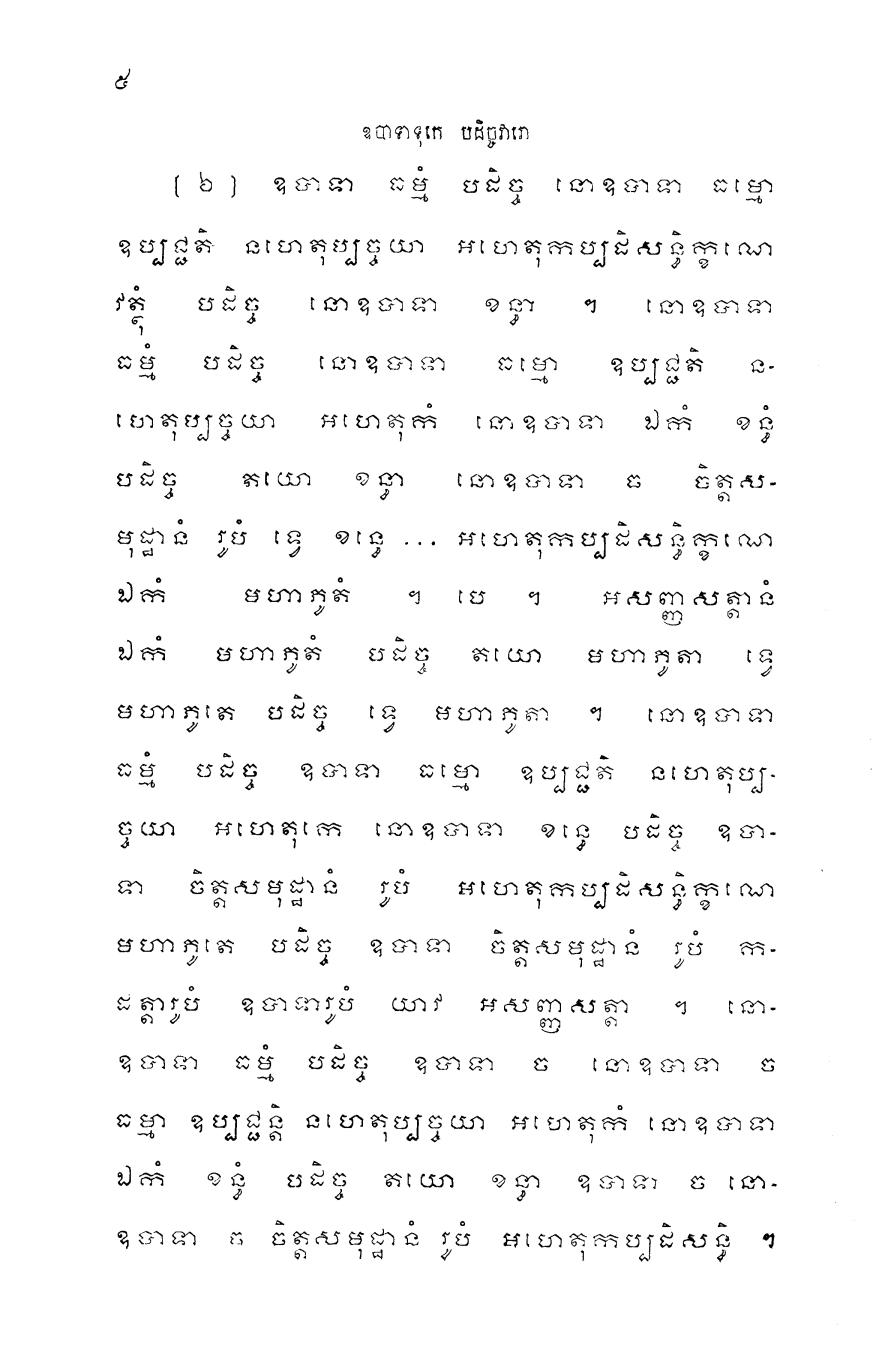 ៥
ឧបាទាទុកេ បដិច្ចវារោ
( ៦ ) ឧបាទា ធម្មំ បដិច្ច នោឧបាទា ធម្មោ
ឧប្បជ្ជតិ នហេតុប្បច្ចយា អហេតុកប្បដិសន្ធិក្ខណេ
វត្ថុំ បដិច្ច នោឧបាទា ខន្ធា ។ នោឧបាទា
ធម្មំ បដិច្ច នោឧបាទា ធម្មោ ឧប្បជ្ជតិ ន-
ហេតុប្បច្ចយា អហេតុកំ នោឧបាទា ឯកំ ខន្ធំ
បដិច្ច តយោ ខន្ធា នោឧបាទា ច ចិត្តស-
មុដ្ឋានំ រូបំ ទ្វេ ខន្ធេ ... អហេតុកប្បដិសន្ធិក្ខណេ
ឯកំ មហាភូតំ ។ បេ ។ អសញ្ញសត្តានំ
ឯកំ មហាភូតំ បដិច្ច តយោ មហាភូតា ទ្វេ
មហាភូតេ បដិច្ច ទ្វេ មហាភូតា ។ នោឧបាទា
ធម្មំ បដិច្ច ឧបាទា ធម្មោ ឧប្បជ្ជតិ នហេតុប្ប-
ច្ចយា អហេតុកេ នោឧបាទា ខន្ធេ បដិច្ច ឧបា-
ទា ចិត្តសមុដ្ឋានំ រូបំ អហេតុកប្បដិសន្ធិក្ខណេ
មហាភូតេ បដិច្ច ឧបាទា ចិត្តសមុដ្ឋានំ រូបំ ក-
ដត្តារូបំ ឧបាទារូបំ យាវ អសញ្ញសត្តា ។ នោ-
ឧបាទា ធម្មំ បដិច្ច ឧបាទា ច នោឧបាទា ច
ធម្មា ឧប្បជ្ជន្តិ នហេតុប្បច្ចយា អហេតុកំ នោឧបាទា
ឯកំ ខន្ធំ បដិច្ច តយោ ខន្ធា ឧបាទា ច នោ-
ឧបាទា ច ចិត្តសមុដ្ឋានំ រូបំ អហេតុកប្បដិសន្ធិ ។